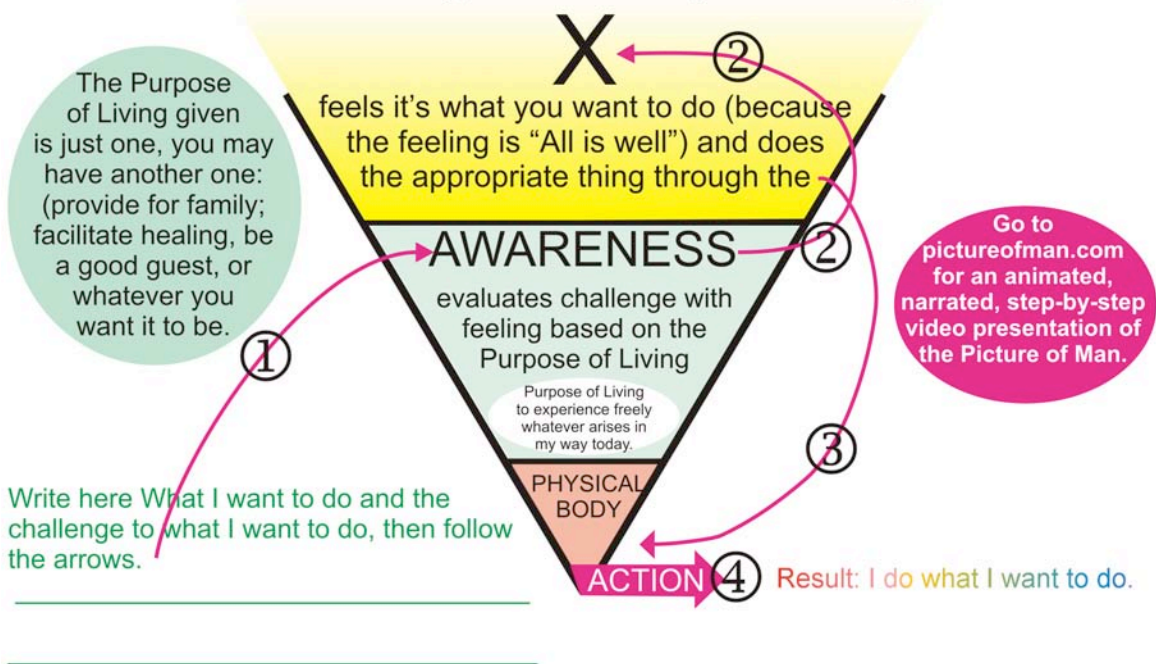 X
②
The Purpose
of Living given
is just one, you may
have another one:
(provide for family;
facilitate healing, be
a good guest, or
whatever you
want it to be.
feels it's what you want to do (because
the feeling is “All is well”) and does
the appropriate thing through the
AWARENESS
②
evaluates challenge with
feeling based on the
Purpose of Living
Purpose of Living
to experience freely
whatever arises in
my way today.
Go to
pictureofman.com
for an animated,
narrated, step-by-step
video presentation of
the Picture of Man.
①
③
PHYSICAL
BODY
Write here What I want to do and the
challenge to what I want to do, then follow
the arrows.
ACTION
④
Result: I do what I want to do.